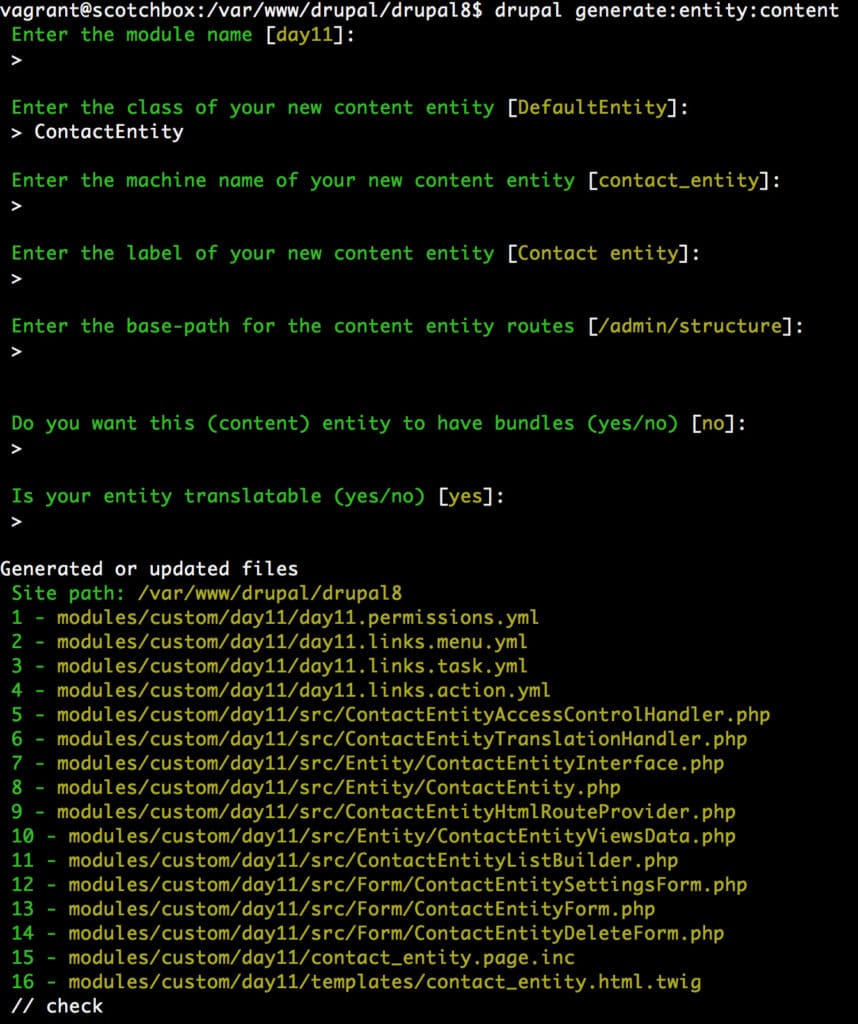 vagrant@scotchbox:/var/www/drupal/drupal8$ drupal generate:entity:content
Enter the module name [day11]:
>
Enter the class of your new content entity [DefaultEntity]:
> ContactEntity
Enter the machine name of your new content entity [contact_entity]:
>
Enter the label of your new content entity [Contact entity]:
>
Enter the base-path for the content entity routes [/admin/structure]:
>
Do you want this (content) entity to have bundles (yes/no) [no]:
>
Is your entity translatable (yes/no) [yes]:
>
Generated or updated files
Site path: /var/www/drupal/drupal8
1 - modules/custom/day11/day11.permissions.yml
2 - modules/custom/day11/day11.links.menu.yml
3 - modules/custom/day11/day11.links.task.yml
4 - modules/custom/day11/day11.links.action.yml
5 - modules/custom/day11/src/ContactEntityAccessControlHandler.php
6 - modules/custom/day11/src/ContactEntityTranslationHandler.php
7 - modules/custom/day11/src/Entity/ContactEntityInterface.php
8 - modules/custom/day11/src/Entity/ContactEntity.php
9 - modules/custom/day11/src/ContactEntityHtmlRouteProvider.php
10 - modules/custom/day11/src/Entity/ContactEntityViewsData.php
11 - modules/custom/day11/src/ContactEntityListBuilder.php
12 - modules/custom/day11/src/Form/ContactEntitySettingsForm.php
13 - modules/custom/day11/src/Form/ContactEntityForm.php
14 - modules/custom/day11/src/Form/ContactEntityDeleteForm.php
15 - modules/custom/day11/contact_entity.page.inc
16 - modules/custom/day11/templates/contact_entity.html.twig
// check